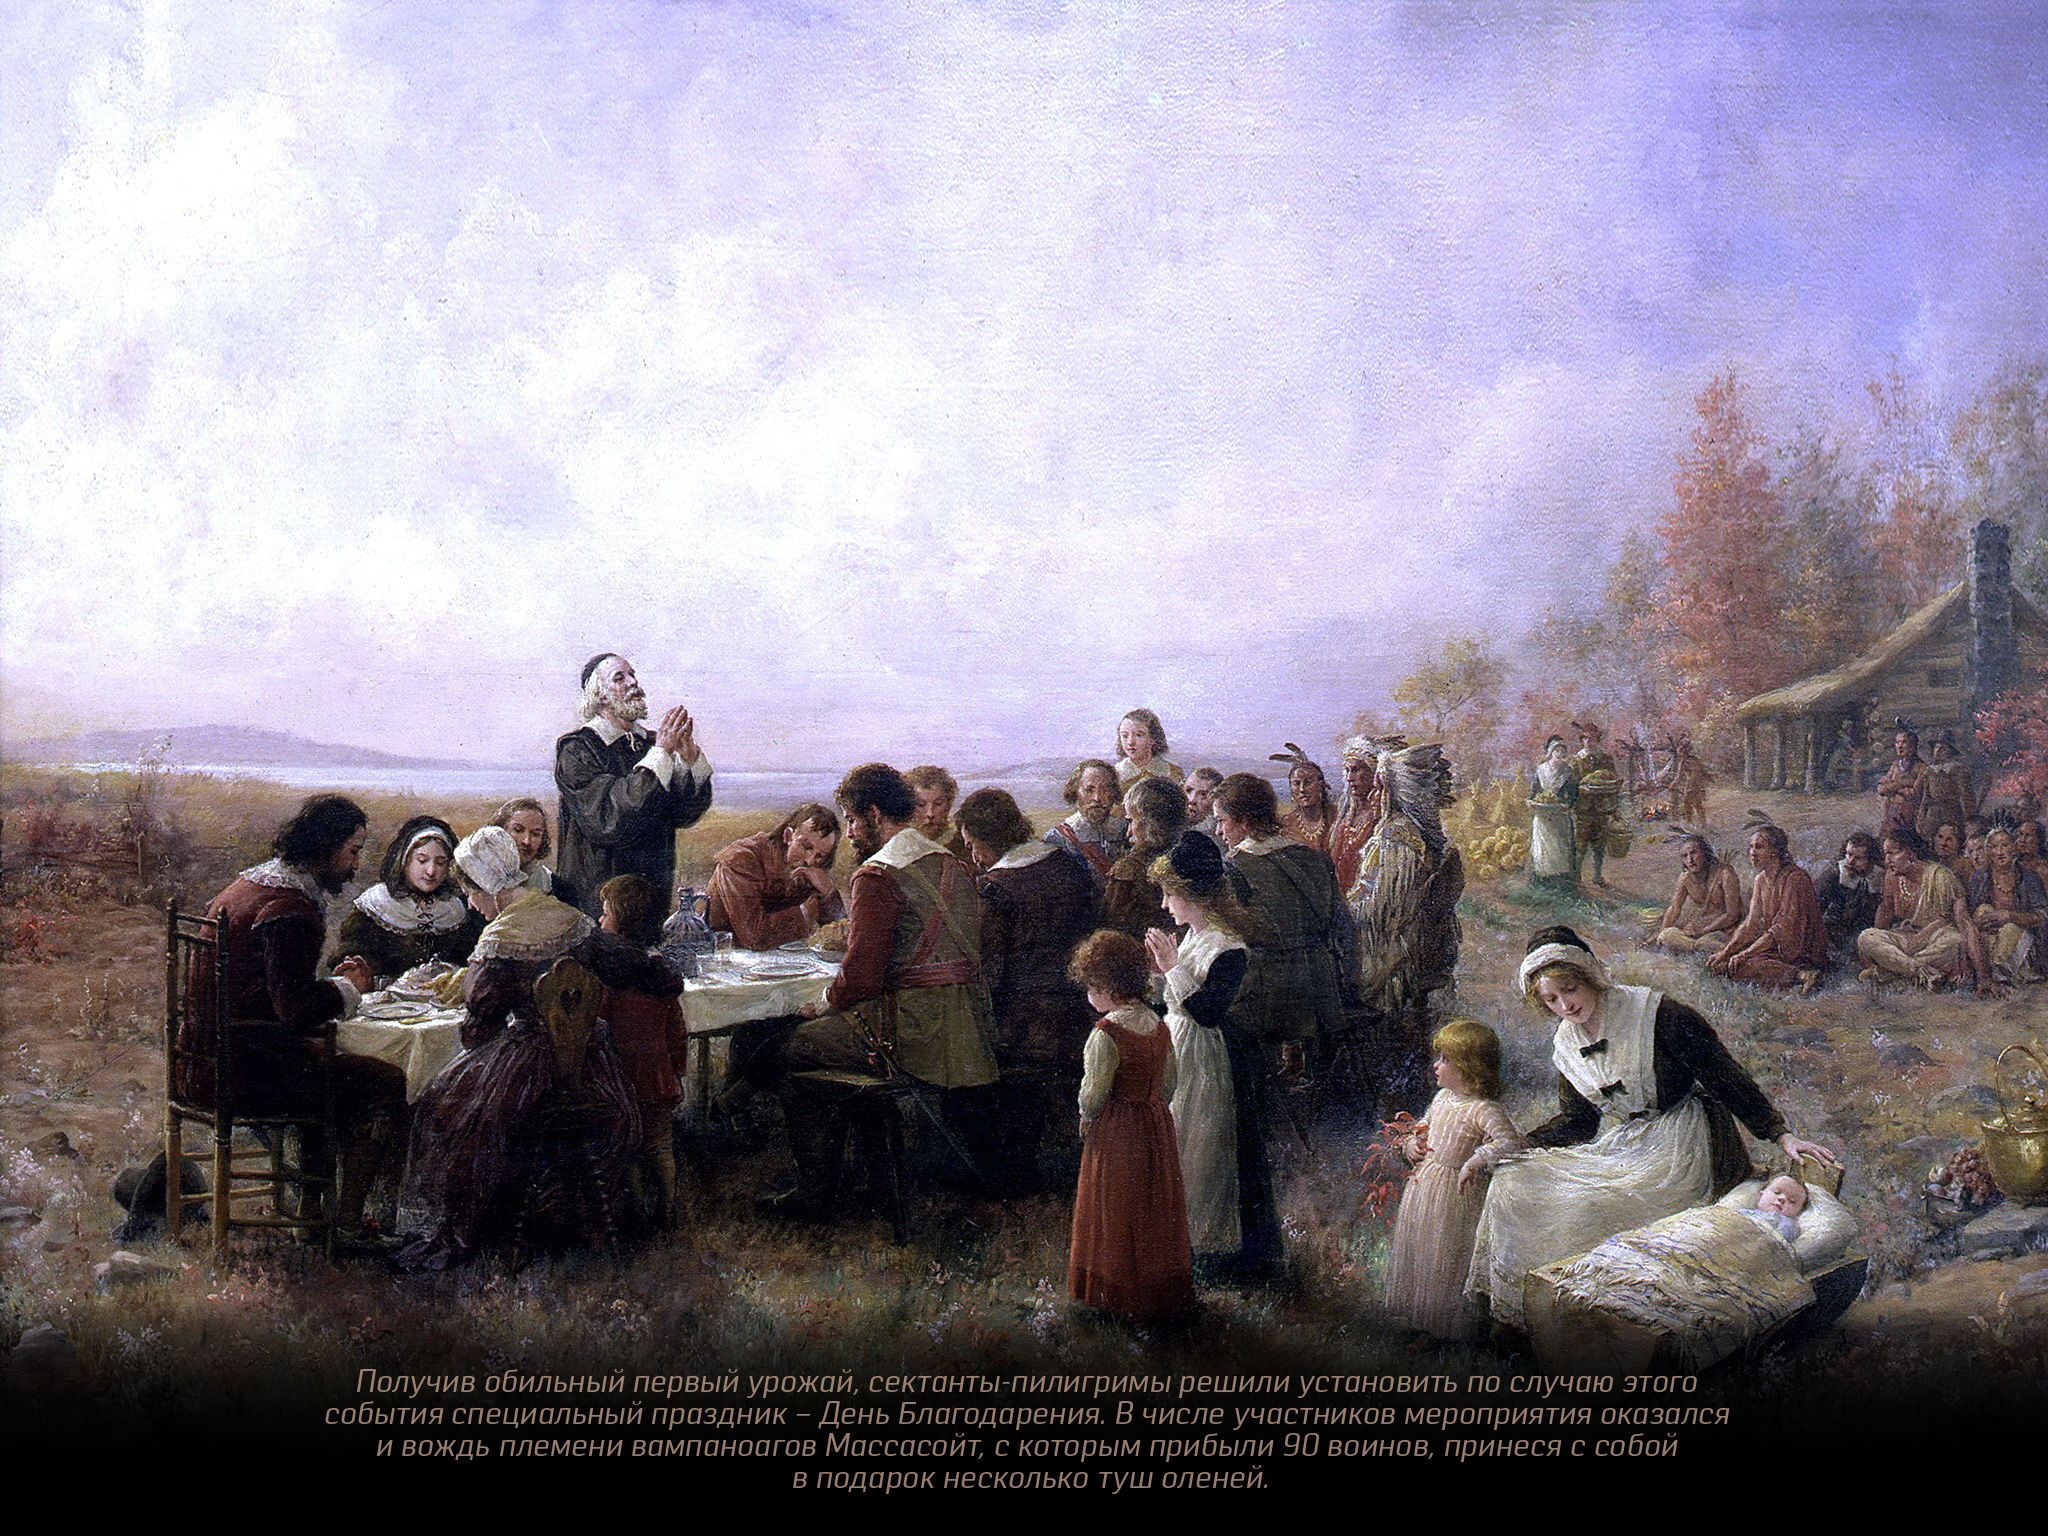 Получив обильный первый урожай, сектанты-пилигримы решили установить по случаю этого
события специальный праздник – День Благодарения. В числе участников мероприятия оказался
и вождь племени вампаноагов Массасойт, с которым прибыли 90 воинов, принеся с собой
в подарок несколько туш оленей.